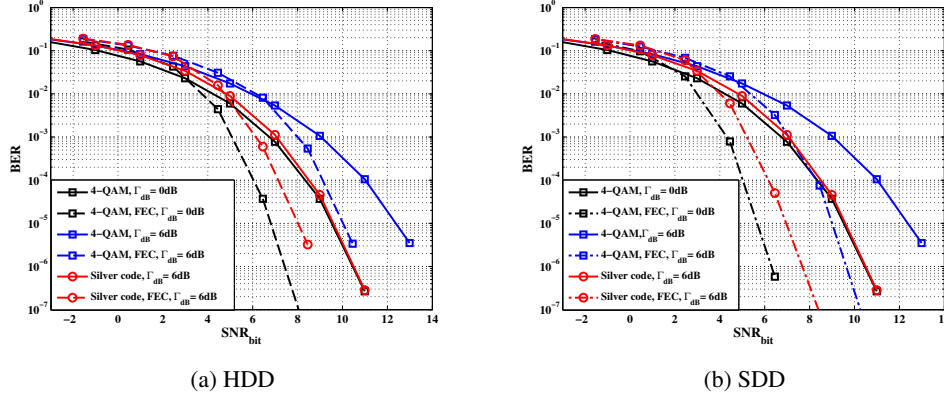 (a)
(b)
10⁰
10⁻¹
10⁻²
10⁻³
10⁻⁴
10⁻⁵
10⁻⁶
10⁻⁷
BER
4−QAM, Γ_dB = 0dB
4−QAM, FEC, Γ_dB = 0dB
4−QAM, Γ_dB = 6dB
4−QAM, FEC, Γ_dB = 6dB
Silver code, Γ_dB = 6dB
Silver code, FEC, Γ_dB = 6dB
−2 0 2 4 6 8 10 12 14
SNR_bit
(a) HDD
10⁰
10⁻¹
10⁻²
10⁻³
10⁻⁴
10⁻⁵
10⁻⁶
10⁻⁷
BER
4−QAM, Γ_dB = 0dB
4−QAM, FEC, Γ_dB = 0dB
4−QAM,Γ_dB = 6dB
4−QAM, FEC, Γ_dB = 6dB
Silver code, Γ_dB = 6dB
Silver code, FEC, Γ_dB = 6dB
−2 0 2 4 6 8 10 12 14
SNR_bit
(b) SDD